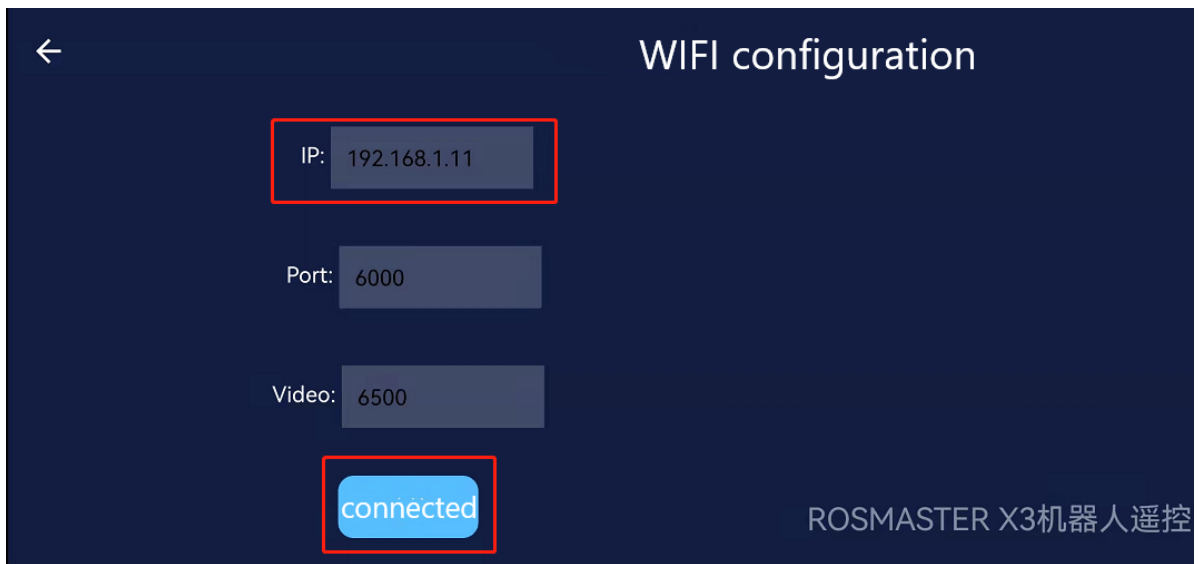 WIFI configuration
IP: 192.168.1.11
Port: 6000
Video: 6500
connected
ROSMASTER X3机器人遥控